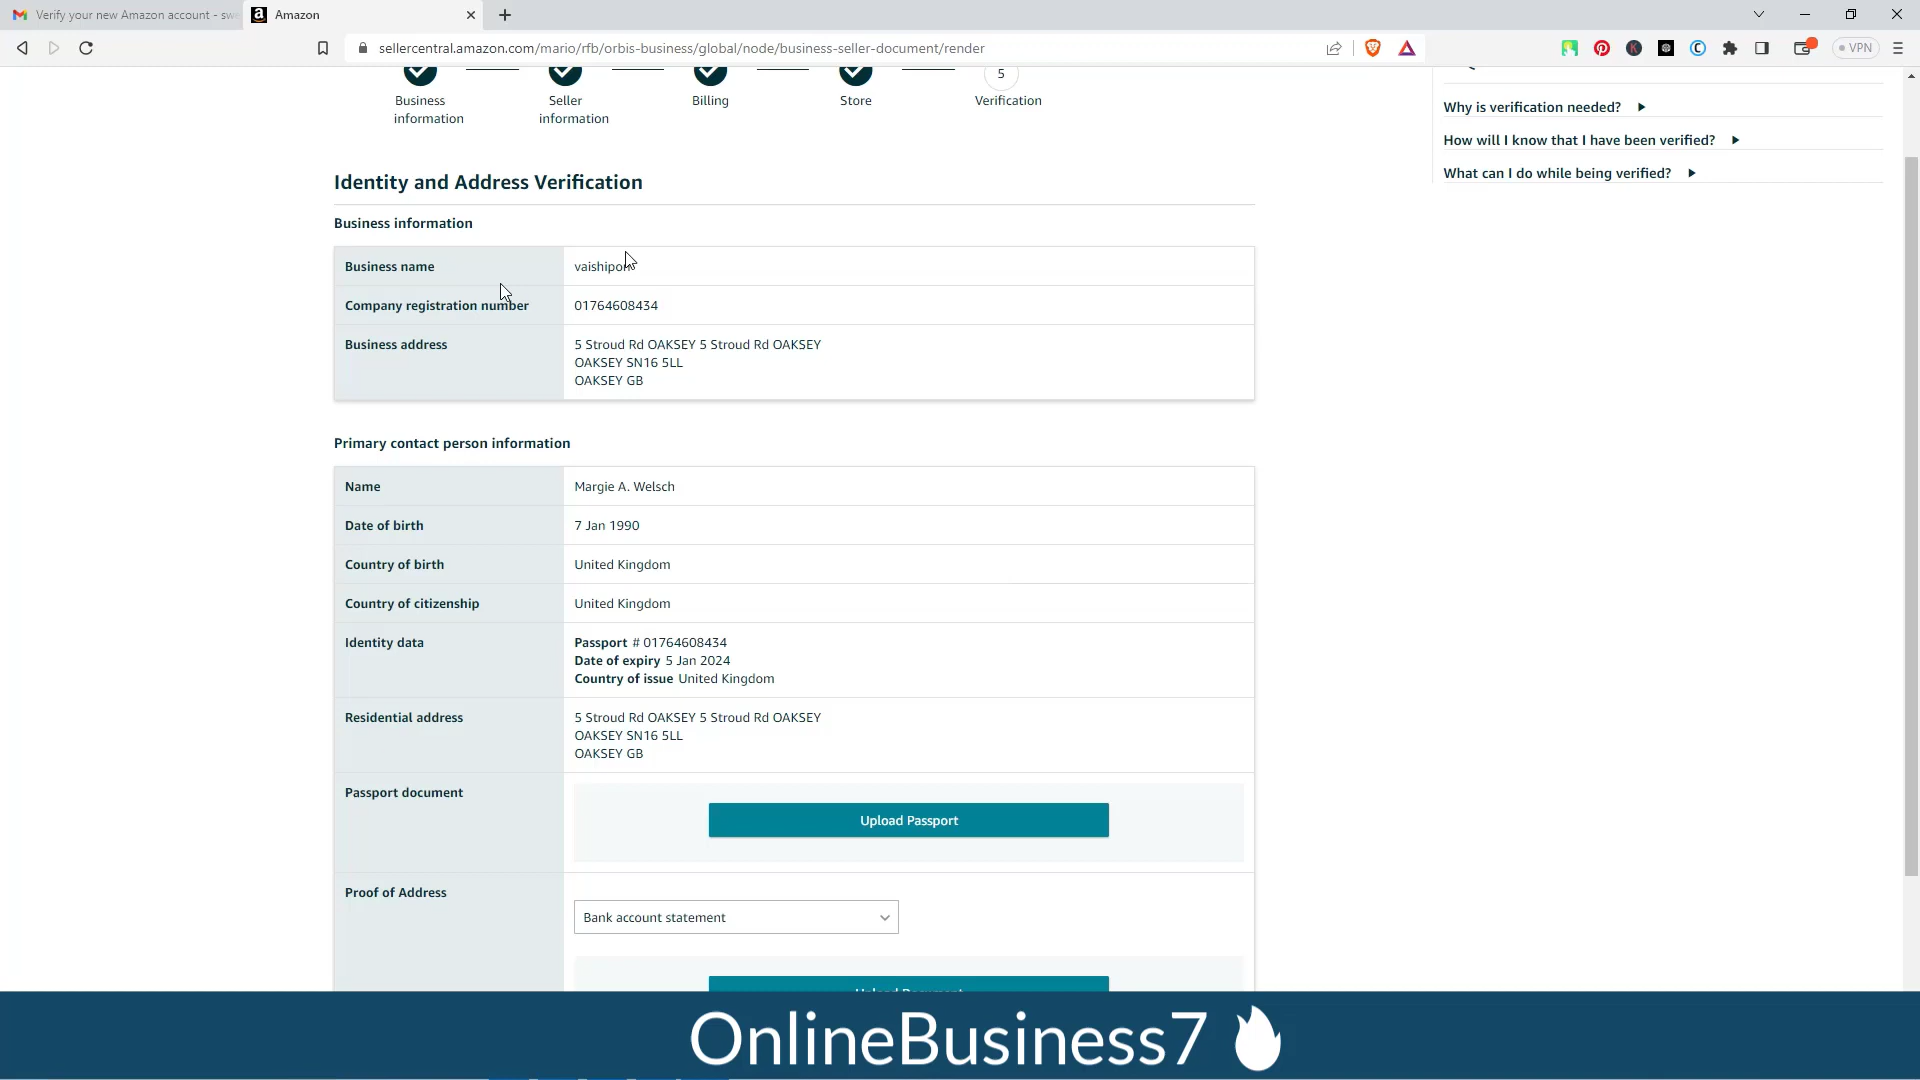 Verify your new Amazon account - sw
Amazon
sellercentral.amazon.com/mario/rfb/orbis-business/global/node/business-seller-document/render
VPN
5
Business information
Seller information
Billing
Store
Verification
Why is verification needed?
How will I know that I have been verified?
What can I do while being verified?
Identity and Address Verification
Business information
Business name
Company registration number
01764608434
Business address
5 Stroud Rd OAKSEY 5 Stroud Rd OAKSEY
OAKSEY SN16 5LL
OAKSEY GB
Primary contact person information
Name
Margie A. Welsch
Date of birth
7 Jan 1990
Country of birth
United Kingdom
Country of citizenship
United Kingdom
Identity data
Passport # 01764608434
Date of expiry 5 Jan 2024
Country of issue United Kingdom
Residential address
5 Stroud Rd OAKSEY 5 Stroud Rd OAKSEY
OAKSEY SN16 5LL
OAKSEY GB
Passport document
Upload Passport
Proof of Address
Bank account statement
Upload Document
OnlineBusiness7